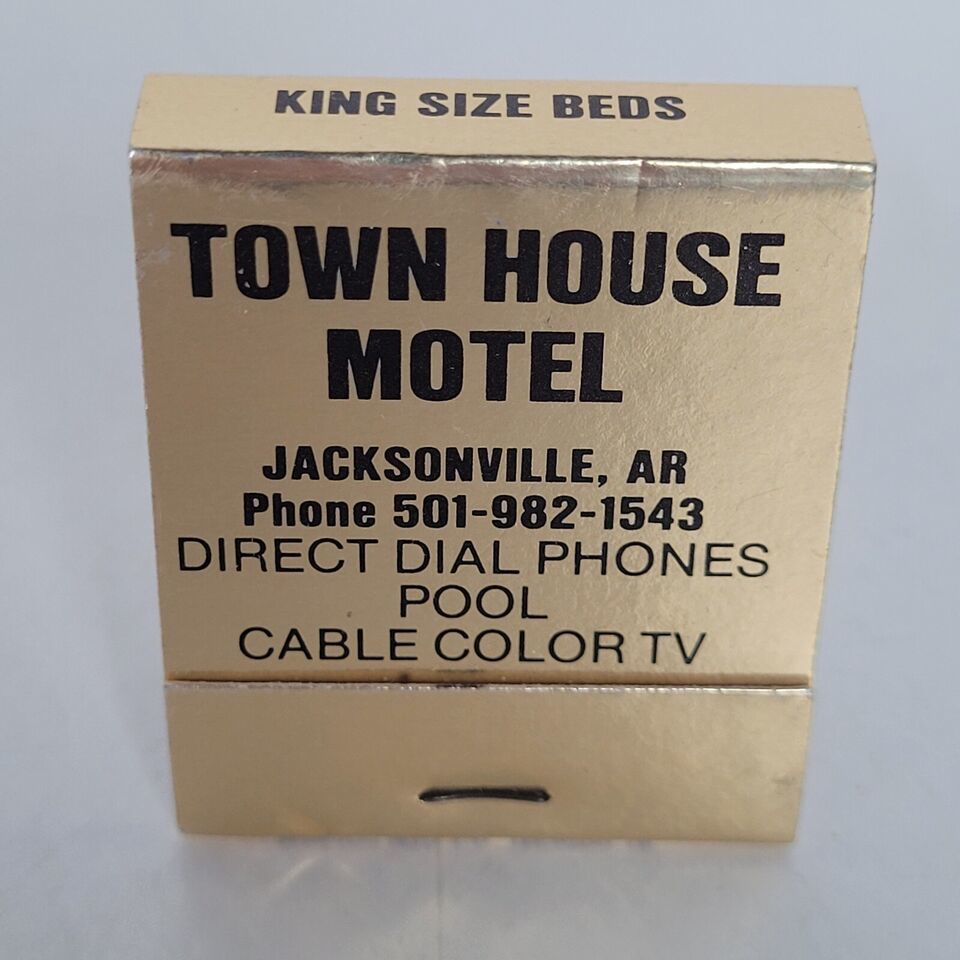 KING SIZE BEDS
TOWN HOUSE
MOTEL
JACKSONVILLE, AR
Phone 501-982-1543
DIRECT DIAL PHONES
POOL
CABLE COLOR TV